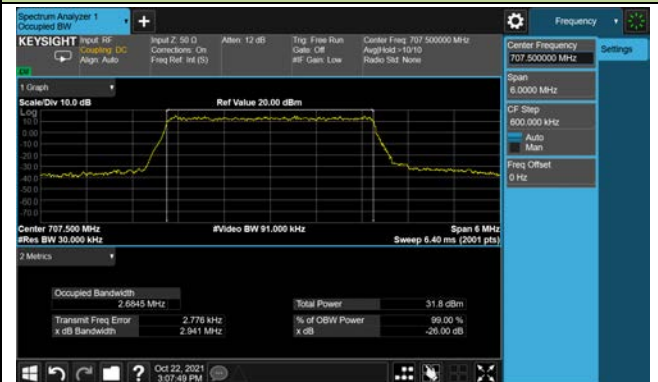 Spectrum Analyzer 1
Occupied BW
+
Frequency
KEYSIGHT
Input: RF
Coupling: DC
Align: Auto
Input Z: 50 Ω
Corrections: On
Freq Ref: Int (S)
Atten: 12 dB
Trig: Free Run
Gate: Off
#IF Gain: Low
Center Freq: 707.500000 MHz
Avg|Hold:>10/10
Radio Std: None
Center Frequency
707.500000 MHz
Settings
Span
6.0000 MHz
CF Step
600.000 kHz
Auto
Man
Freq Offset
0 Hz
1 Graph
Scale/Div 10.0 dB
Ref Value 20.00 dBm
Log
10.0
0.00
-10.0
-20.0
-30.0
-40.0
-50.0
-60.0
-70.0
Center 707.500 MHz
#Video BW 91.000 kHz
Span 6 MHz
#Res BW 30.000 kHz
Sweep 6.40 ms (2001 pts)
2 Metrics
Occupied Bandwidth
2.6845 MHz
Total Power 31.8 dBm
Transmit Freq Error 2.776 kHz
% of OBW Power 99.00 %
x dB Bandwidth 2.941 MHz
x dB -26.00 dB
?
Oct 22, 2021
3:07:49 PM